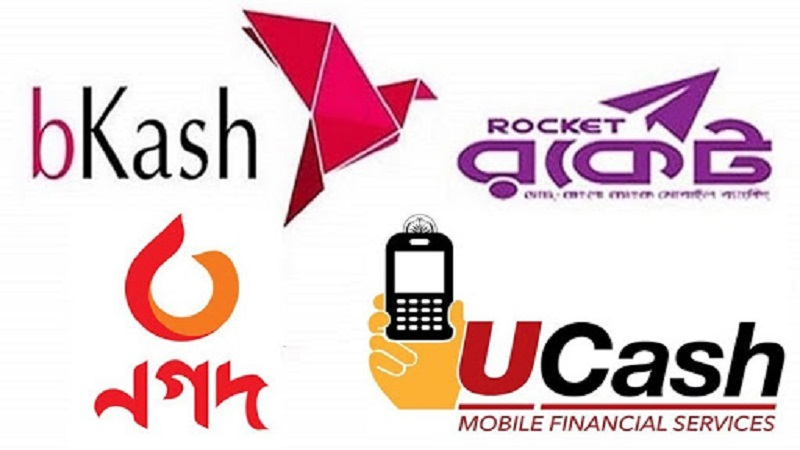 bKash
ROCKET
রকেট
নগদ
UCash
MOBILE FINANCIAL SERVICES